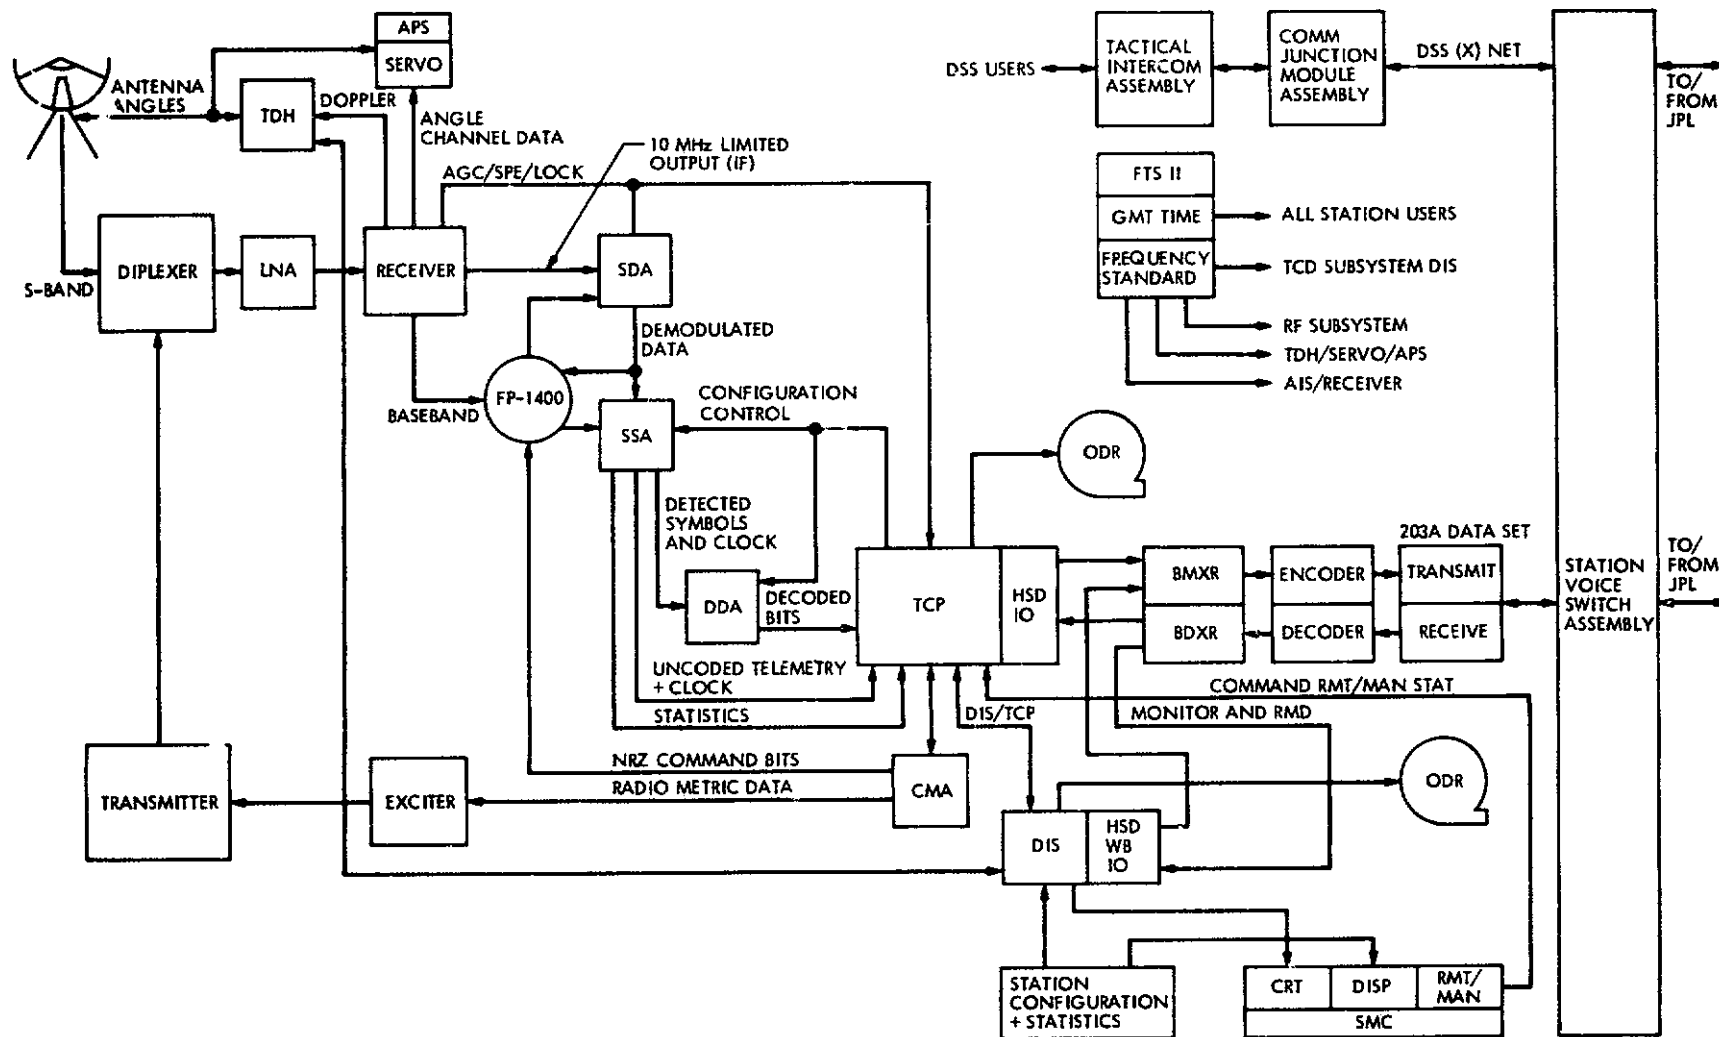 APS
SERVO
ANTENNA
ANGLES
TDH
DOPPLER
ANGLE
CHANNEL DATA
10 MHz LIMITED
OUTPUT (IF)
AGC/SPE/LOCK
S-BAND
DIPLEXER
LNA
RECEIVER
SDA
DEMODULATED
DATA
BASEBAND
FP-1400
CONFIGURATION
CONTROL
SSA
DETECTED
SYMBOLS
AND CLOCK
DDA
DECODED
BITS
TCP
HSD
IO
UNCODED TELEMETRY
+ CLOCK
STATISTICS
NRZ COMMAND BITS
RADIO METRIC DATA
CMA
TRANSMITTER
EXCITER
DIS/TCP
DIS
HSD
WB
IO
STATION
CONFIGURATION
+ STATISTICS
CRT
DISP
RMT/
MAN
SMC
ODR
MONITOR AND RMD
COMMAND RMT/MAN STAT
BMXR
BDXR
ENCODER
DECODER
203A DATA SET
TRANSMIT
RECEIVE
ODR
DSS USERS
TACTICAL
INTERCOM
ASSEMBLY
COMM
JUNCTION
MODULE
ASSEMBLY
DSS (X) NET
FTS II
GMT TIME
FREQUENCY
STANDARD
ALL STATION USERS
TCD SUBSYSTEM DIS
RF SUBSYSTEM
TDH/SERVO/APS
AIS/RECEIVER
STATION
VOICE
SWITCH
ASSEMBLY
TO/
FROM
JPL
TO/
FROM
JPL